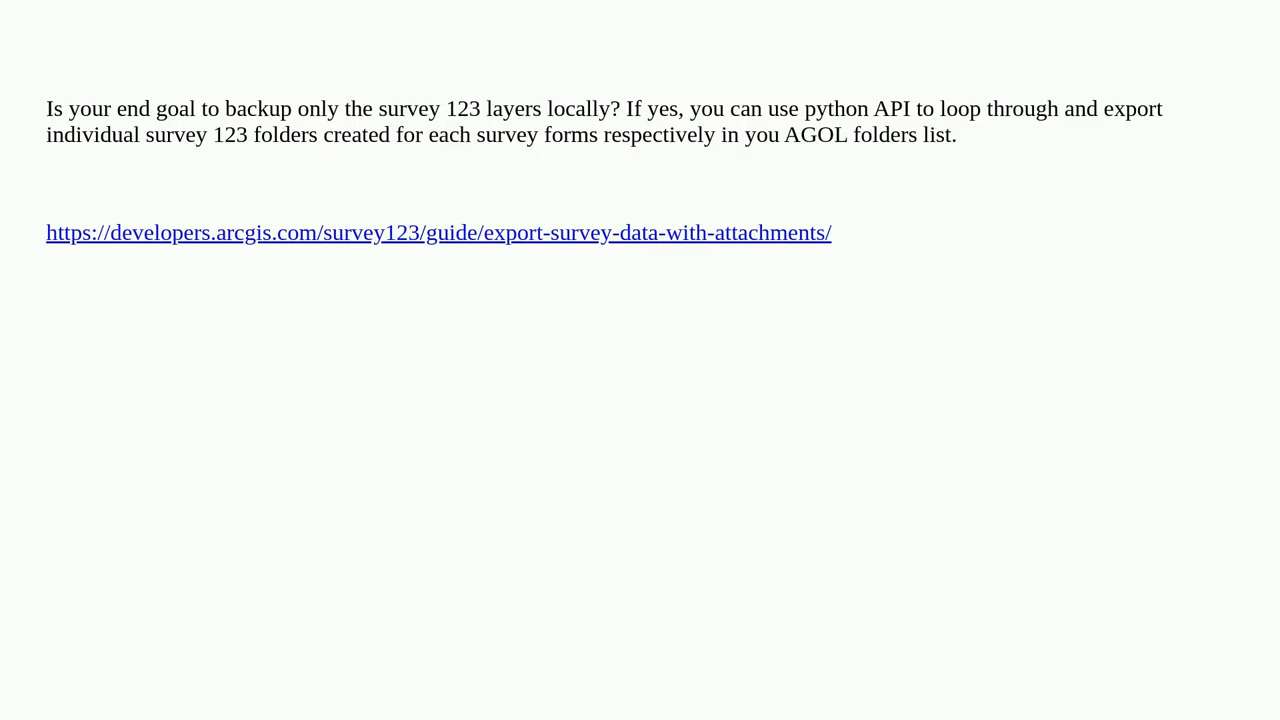 Is your end goal to backup only the survey 123 layers locally? If yes, you can use python API to loop through and export
individual survey 123 folders created for each survey forms respectively in you AGOL folders list.
https://developers.arcgis.com/survey123/guide/export-survey-data-with-attachments/